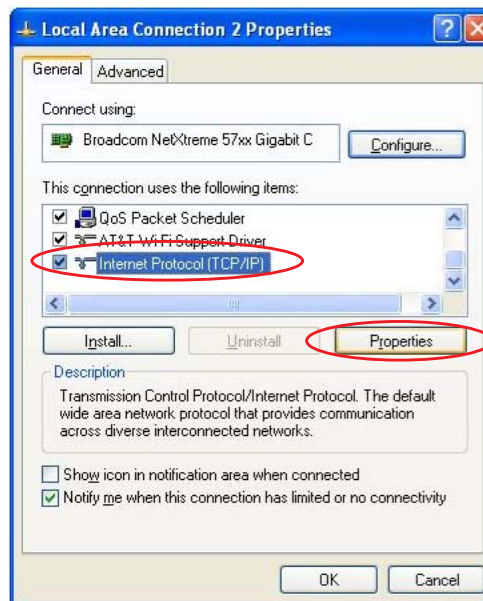 Local Area Connection 2 Properties
General
Advanced
Connect using:
Broadcom NetXtreme 57xx Gigabit C
Configure...
This connection uses the following items:
QoS Packet Scheduler
AT&T Wi Fi Support Driver
Internet Protocol (TCP/IP)
Install...
Uninstall
Properties
Description
Transmission Control Protocol/Internet Protocol. The default
wide area network protocol that provides communication
across diverse interconnected networks.
Show icon in notification area when connected
Notify me when this connection has limited or no connectivity
OK
Cancel